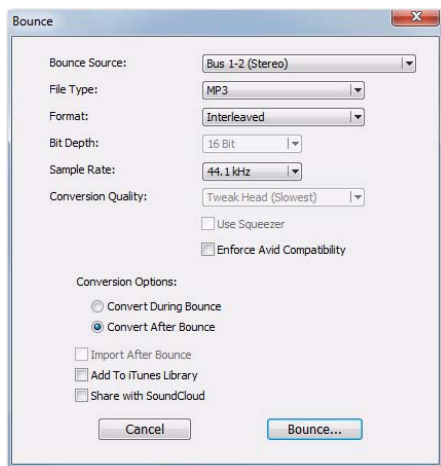 Bounce
Bounce Source: Bus 1-2 (Stereo)
File Type: MP3
Format: Interleaved
Bit Depth: 16 Bit
Sample Rate: 44.1 kHz
Conversion Quality: Tweak Head (Slowest)
Use Squeezer
Enforce Avid Compatibility
Conversion Options:
Convert During Bounce
Convert After Bounce
Import After Bounce
Add To iTunes Library
Share with SoundCloud
Cancel Bounce...